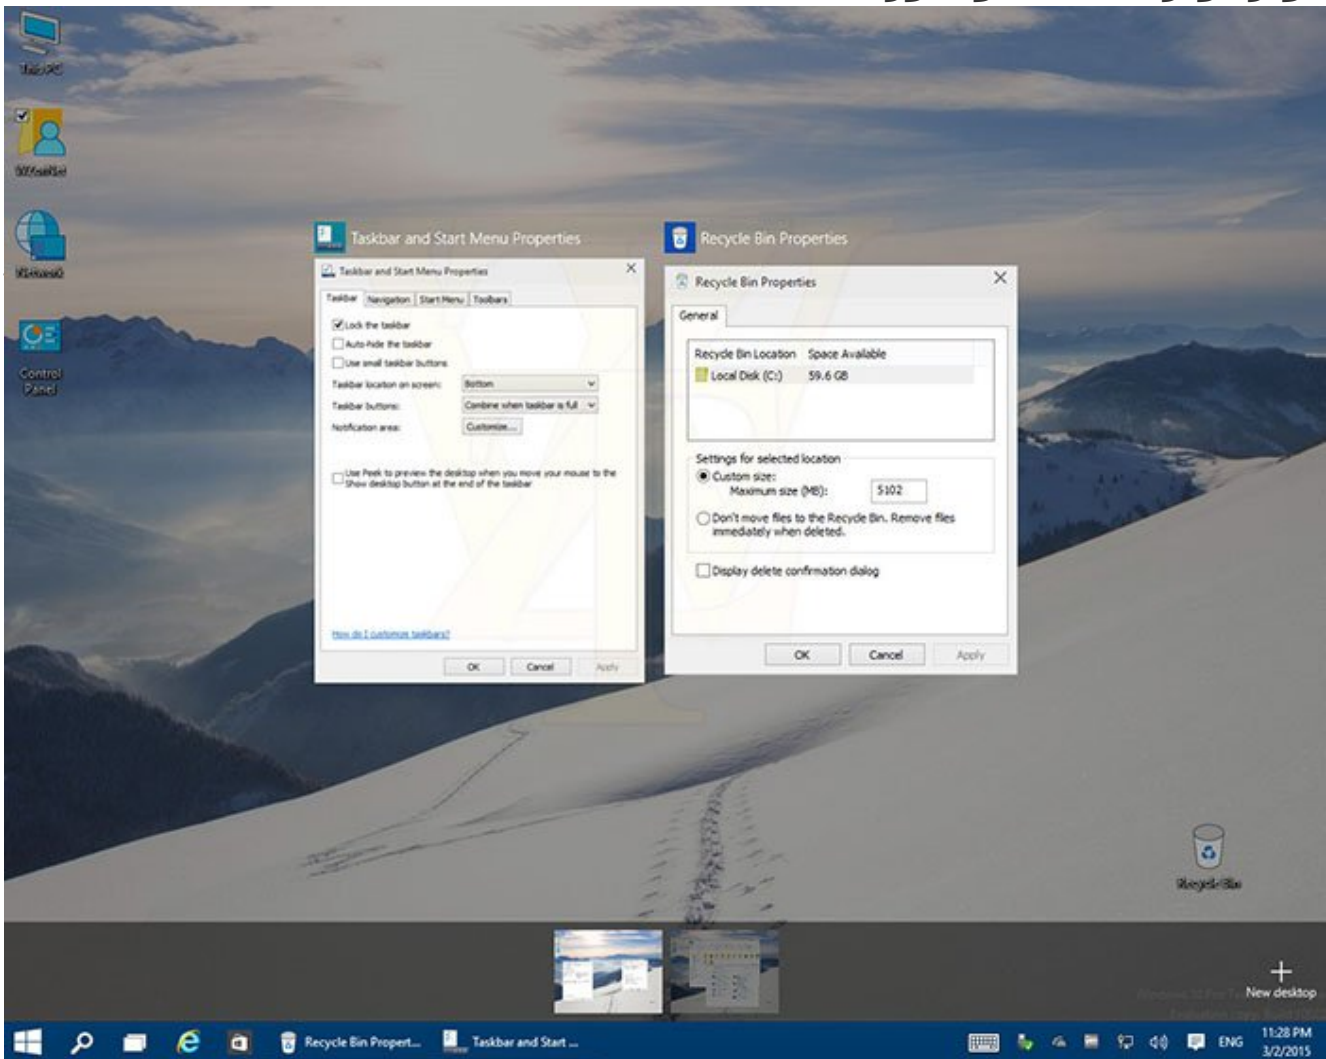 This PC
Network
Control
Panel
Taskbar and Start Menu Properties
Taskbar and Start Menu Properties
Taskbar Navigation Start Menu Toolbars
Lock the taskbar
Auto-hide the taskbar
Use small taskbar buttons
Taskbar location on screen: Bottom
Taskbar buttons: Combine when taskbar is full
Notification area: Customize...
Use Peek to preview the desktop when you move your mouse to the
Show desktop button at the end of the taskbar
How do I customize taskbars?
OK Cancel Apply
Recycle Bin Properties
Recycle Bin Properties
General
Recycle Bin Location Space Available
Local Disk (C:) 59.6 GB
Settings for selected location
Custom size:
Maximum size (MB): 5102
Don't move files to the Recycle Bin. Remove files
immediately when deleted.
Display delete confirmation dialog
OK Cancel Apply
Recycle Bin
New desktop
Recycle Bin Propert... Taskbar and Start ... ENG 11:28 PM
3/2/2015